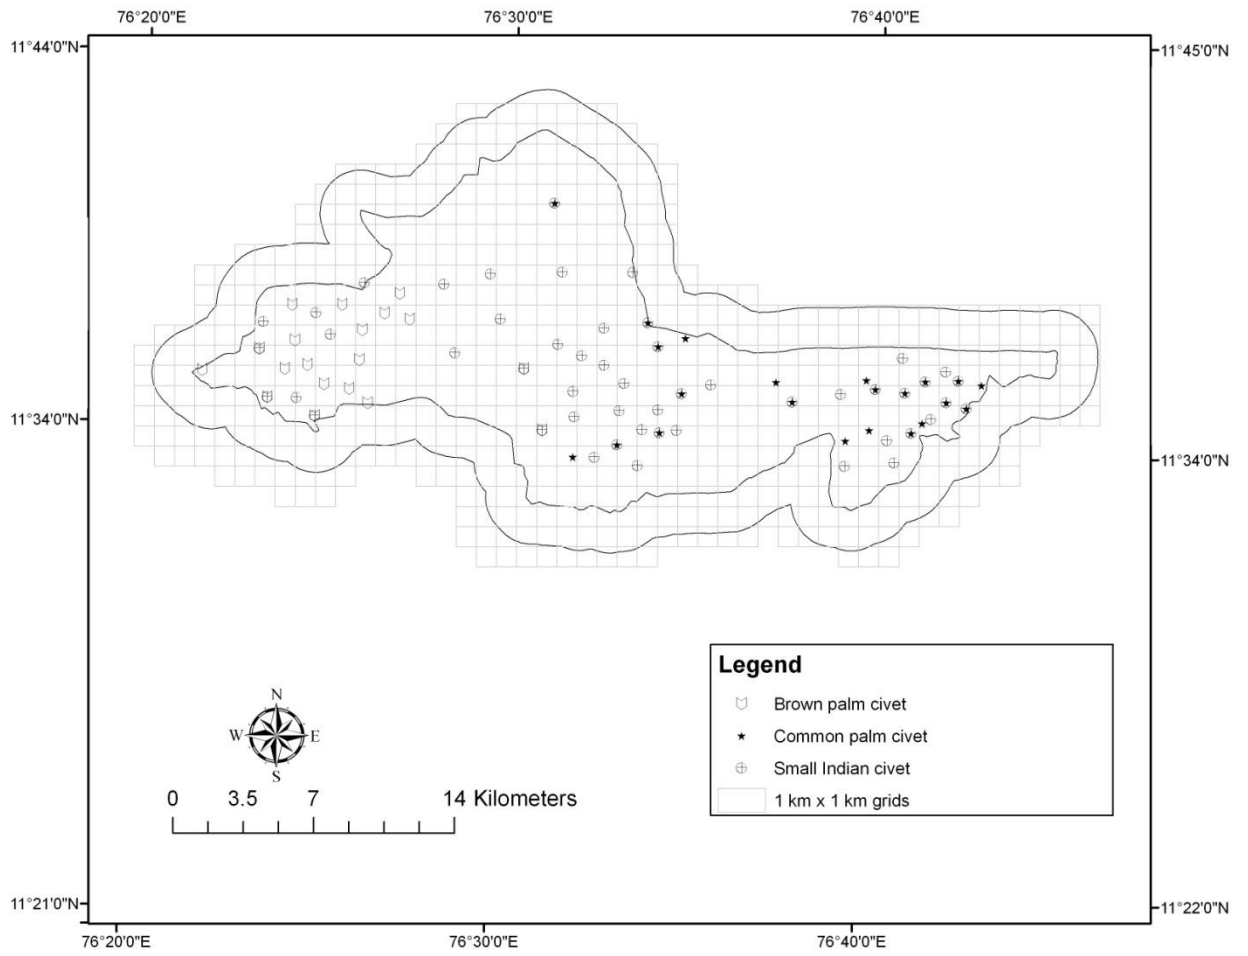 76°20'0"E 76°30'0"E 76°40'0"E
11°44'0"N 11°45'0"N
11°34'0"N 11°34'0"N
Legend
Brown palm civet
Common palm civet
Small Indian civet
1 km x 1 km grids
N
W E
S
0 3.5 7 14 Kilometers
11°21'0"N 11°22'0"N
76°20'0"E 76°30'0"E 76°40'0"E